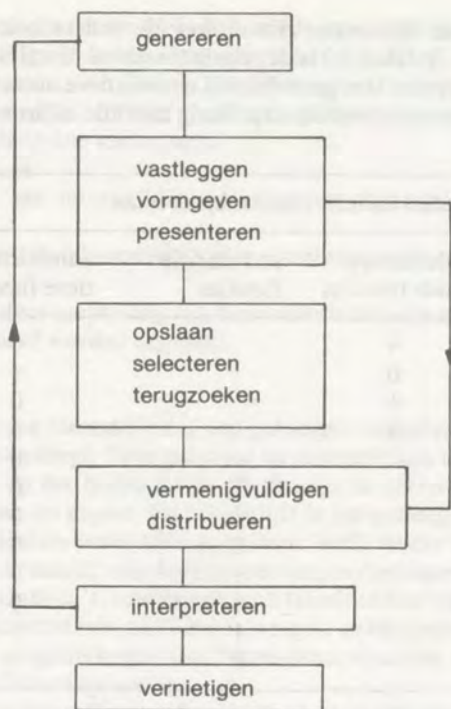 genereren
vastleggen
vormgeven
presenteren
opslaan
selecteren
terugzoeken
vermenigvuldigen
distribueren
interpreteren
vernietigen